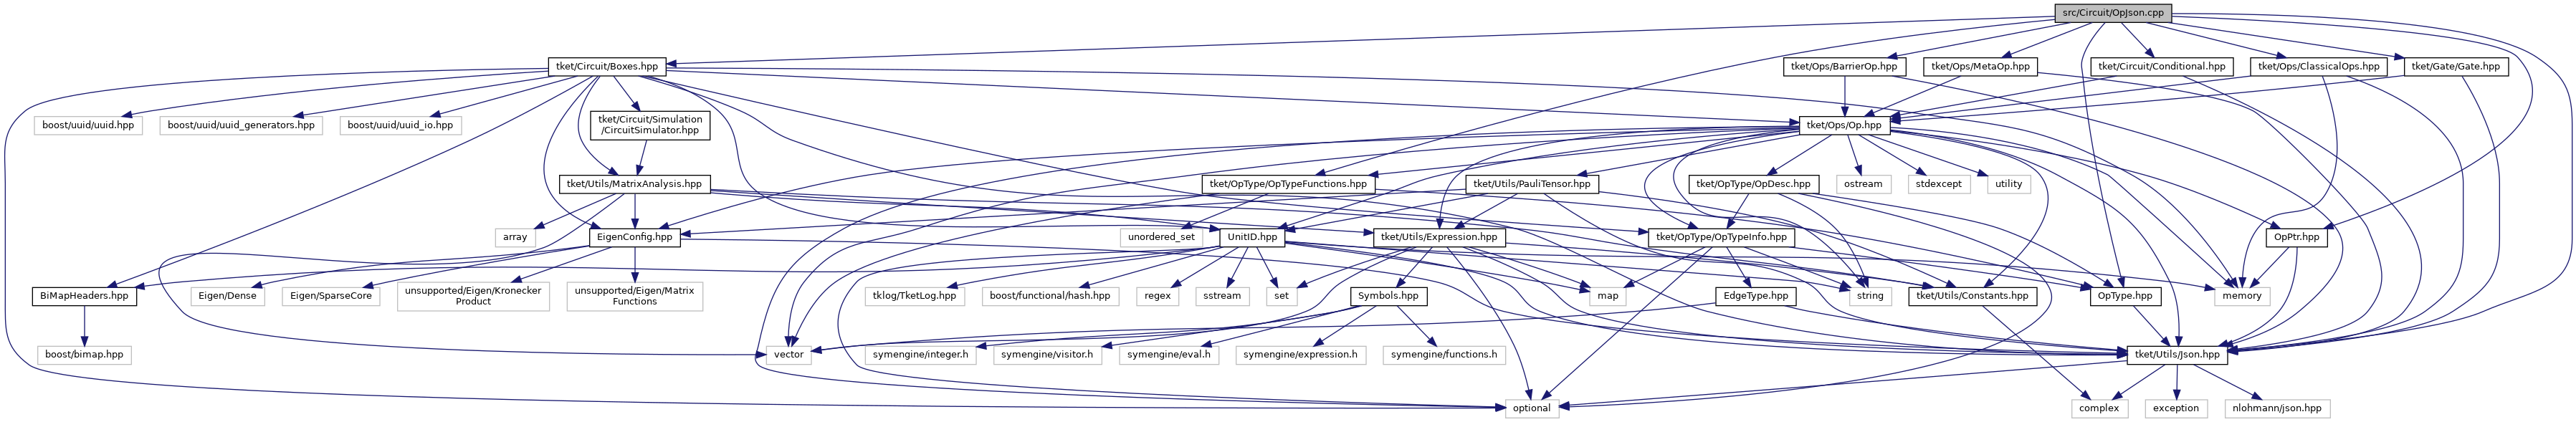 src/Circuit/OpJson.cpp
tket/Circuit/Boxes.hpp
tket/Ops/BarrierOp.hpp
tket/Ops/MetaOp.hpp
tket/Circuit/Conditional.hpp
tket/Ops/ClassicalOps.hpp
tket/Gate/Gate.hpp
boost/uuid/uuid.hpp
boost/uuid/uuid_generators.hpp
boost/uuid/uuid_io.hpp
tket/Circuit/Simulation
/CircuitSimulator.hpp
tket/Ops/Op.hpp
tket/Utils/MatrixAnalysis.hpp
tket/OpType/OpTypeFunctions.hpp
tket/Utils/PauliTensor.hpp
tket/OpType/OpDesc.hpp
ostream
stdexcept
utility
array
EigenConfig.hpp
unordered_set
UnitID.hpp
tket/Utils/Expression.hpp
tket/OpType/OpTypeInfo.hpp
OpPtr.hpp
BiMapHeaders.hpp
Eigen/Dense
Eigen/SparseCore
unsupported/Eigen/Kronecker
Product
unsupported/Eigen/Matrix
Functions
tklog/TketLog.hpp
boost/functional/hash.hpp
regex
sstream
set
Symbols.hpp
map
EdgeType.hpp
string
tket/Utils/Constants.hpp
OpType.hpp
memory
boost/bimap.hpp
vector
symengine/integer.h
symengine/visitor.h
symengine/eval.h
symengine/expression.h
symengine/functions.h
tket/Utils/Json.hpp
optional
complex
exception
nlohmann/json.hpp